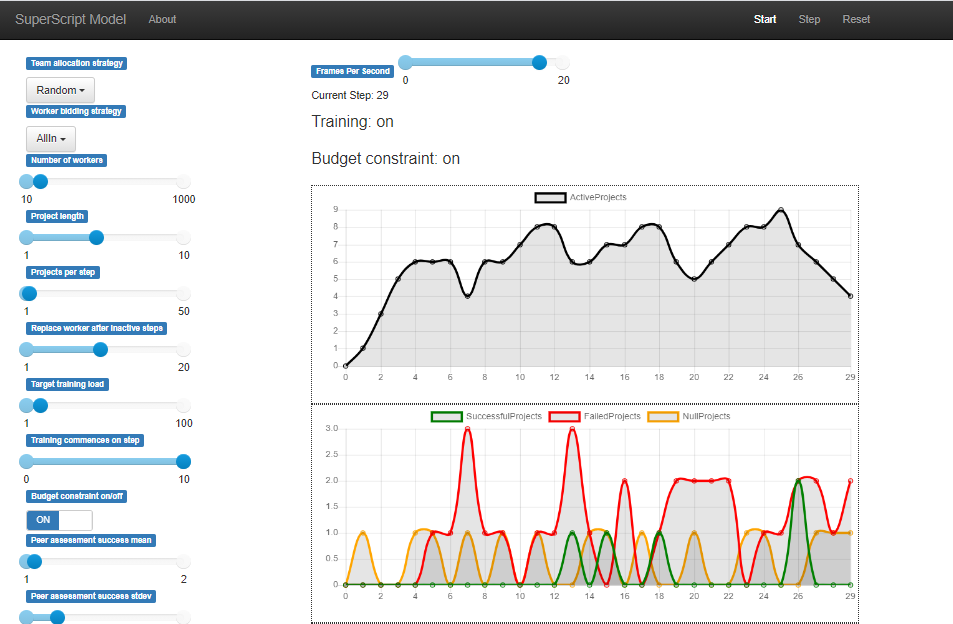 SuperScript Model About Start Step Reset
Team allocation strategy
Random
Worker bidding strategy
AllIn
Number of workers
10 1000
Project length
1 10
Projects per step
1 50
Replace worker after inactive steps
1 20
Target training load
1 100
Training commences on step
0 10
Budget constraint on/off
ON
Peer assessment success mean
1 2
Peer assessment success stdev
Frames Per Second
0 20
Current Step: 29
Training: on
Budget constraint: on
ActiveProjects
9
8
7
6
5
4
3
2
1
0
0 2 4 6 8 10 12 14 16 18 20 22 24 26 29
SuccessfulProjects FailedProjects NullProjects
3.0
2.5
2.0
1.5
1.0
0.5
0
0 2 4 6 8 10 12 14 16 18 20 22 24 26 29